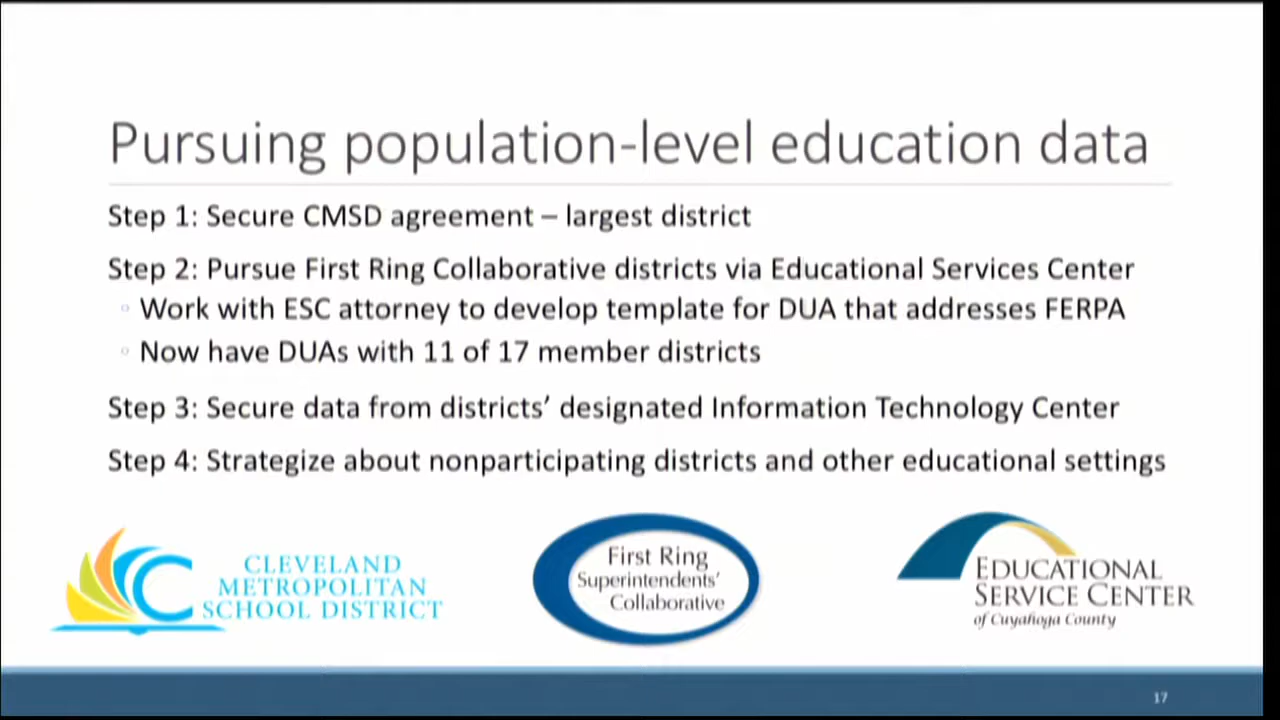 Pursuing population-level education data
Step 1: Secure CMSD agreement – largest district
Step 2: Pursue First Ring Collaborative districts via Educational Services Center
Work with ESC attorney to develop template for DUA that addresses FERPA
Now have DUAs with 11 of 17 member districts
Step 3: Secure data from districts’ designated Information Technology Center
Step 4: Strategize about nonparticipating districts and other educational settings
CLEVELAND
METROPOLITAN
SCHOOL DISTRICT
First Ring
Superintendents’
Collaborative
EDUCATIONAL
SERVICE CENTER
of Cuyahoga County
17